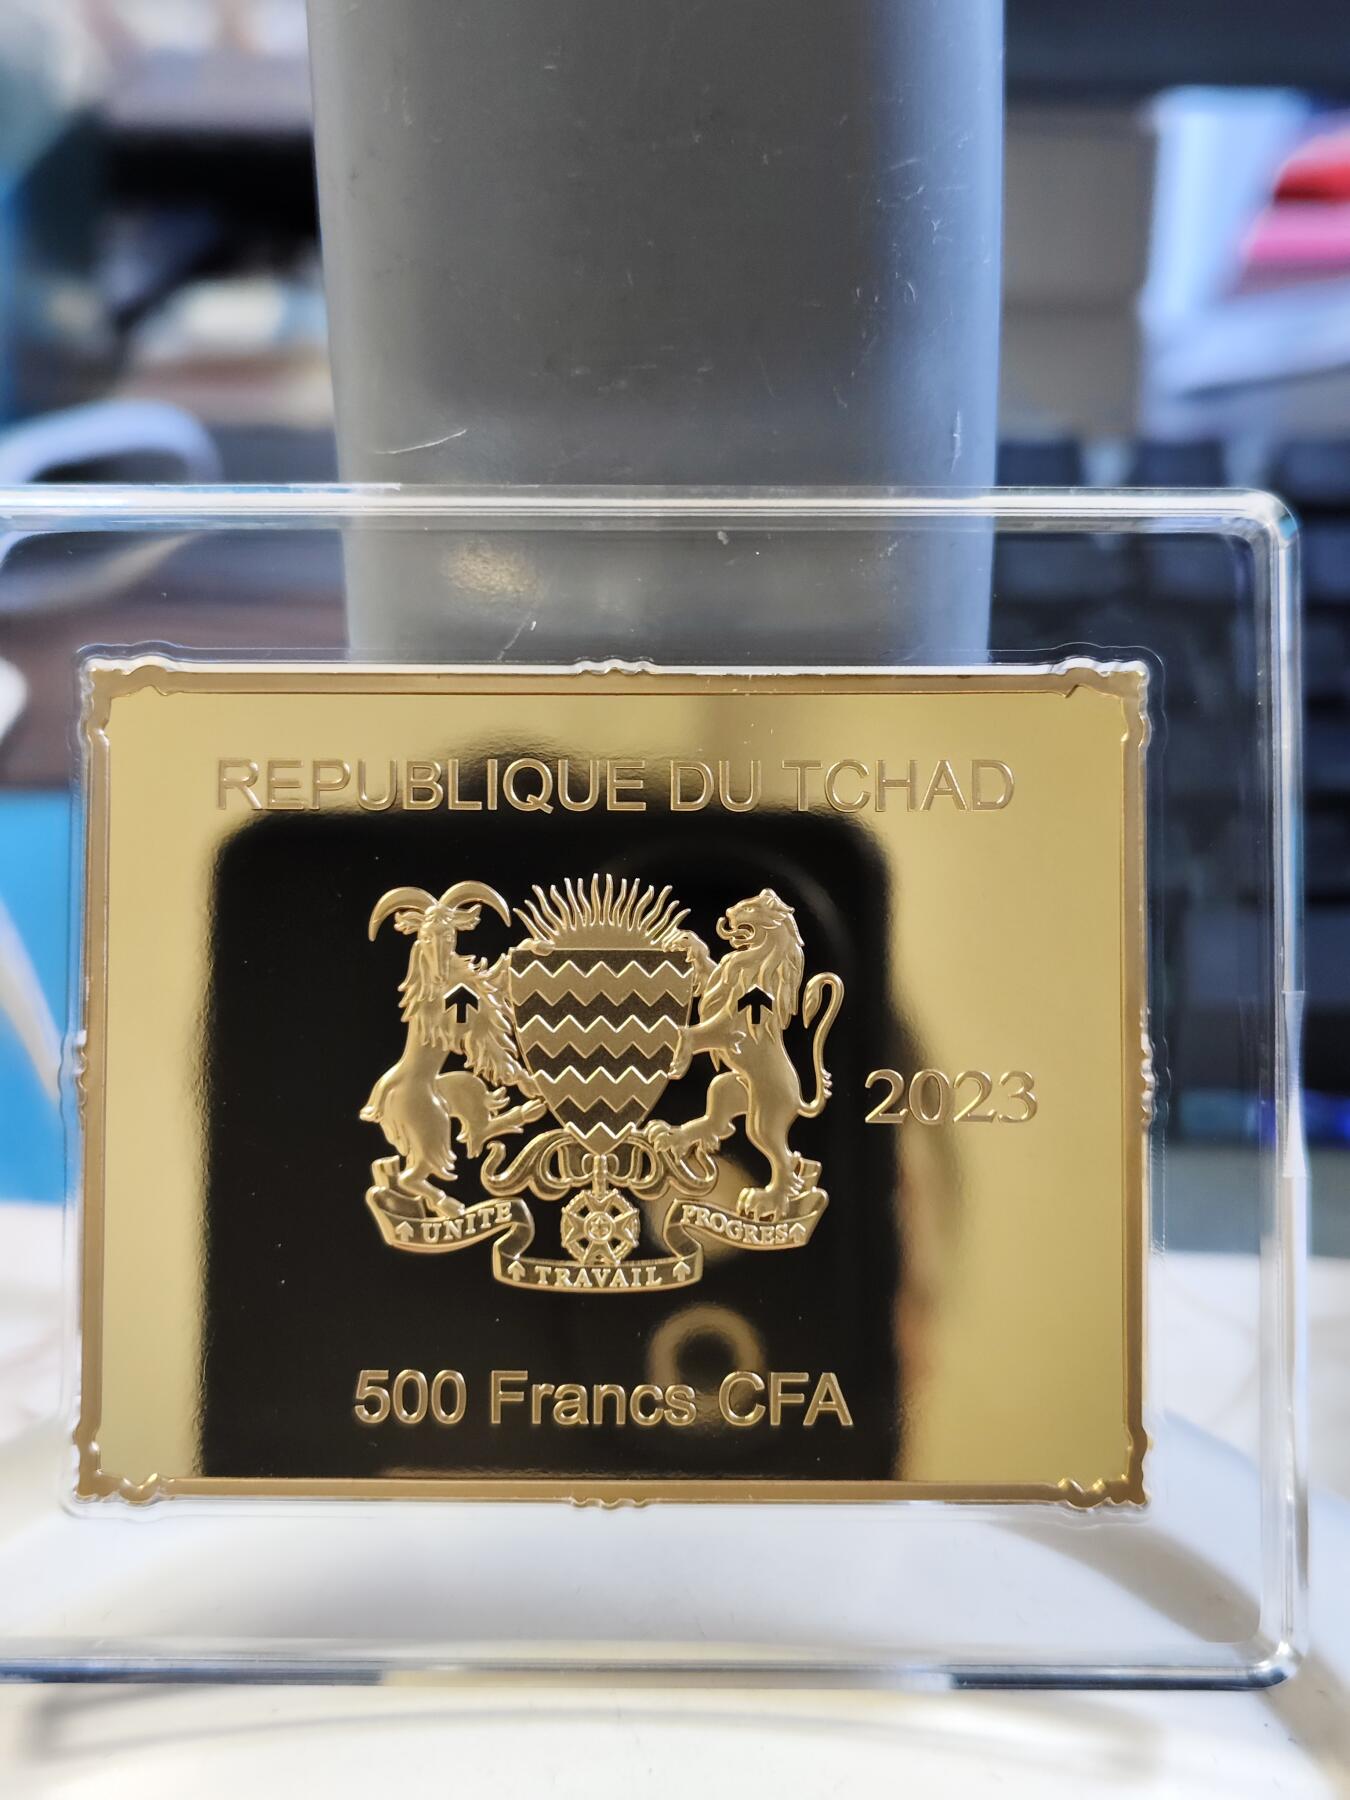 REPUBLIQUE DU TCHAD
2023
UNITE
TRAVAIL
PROGRES
500 Francs CFA